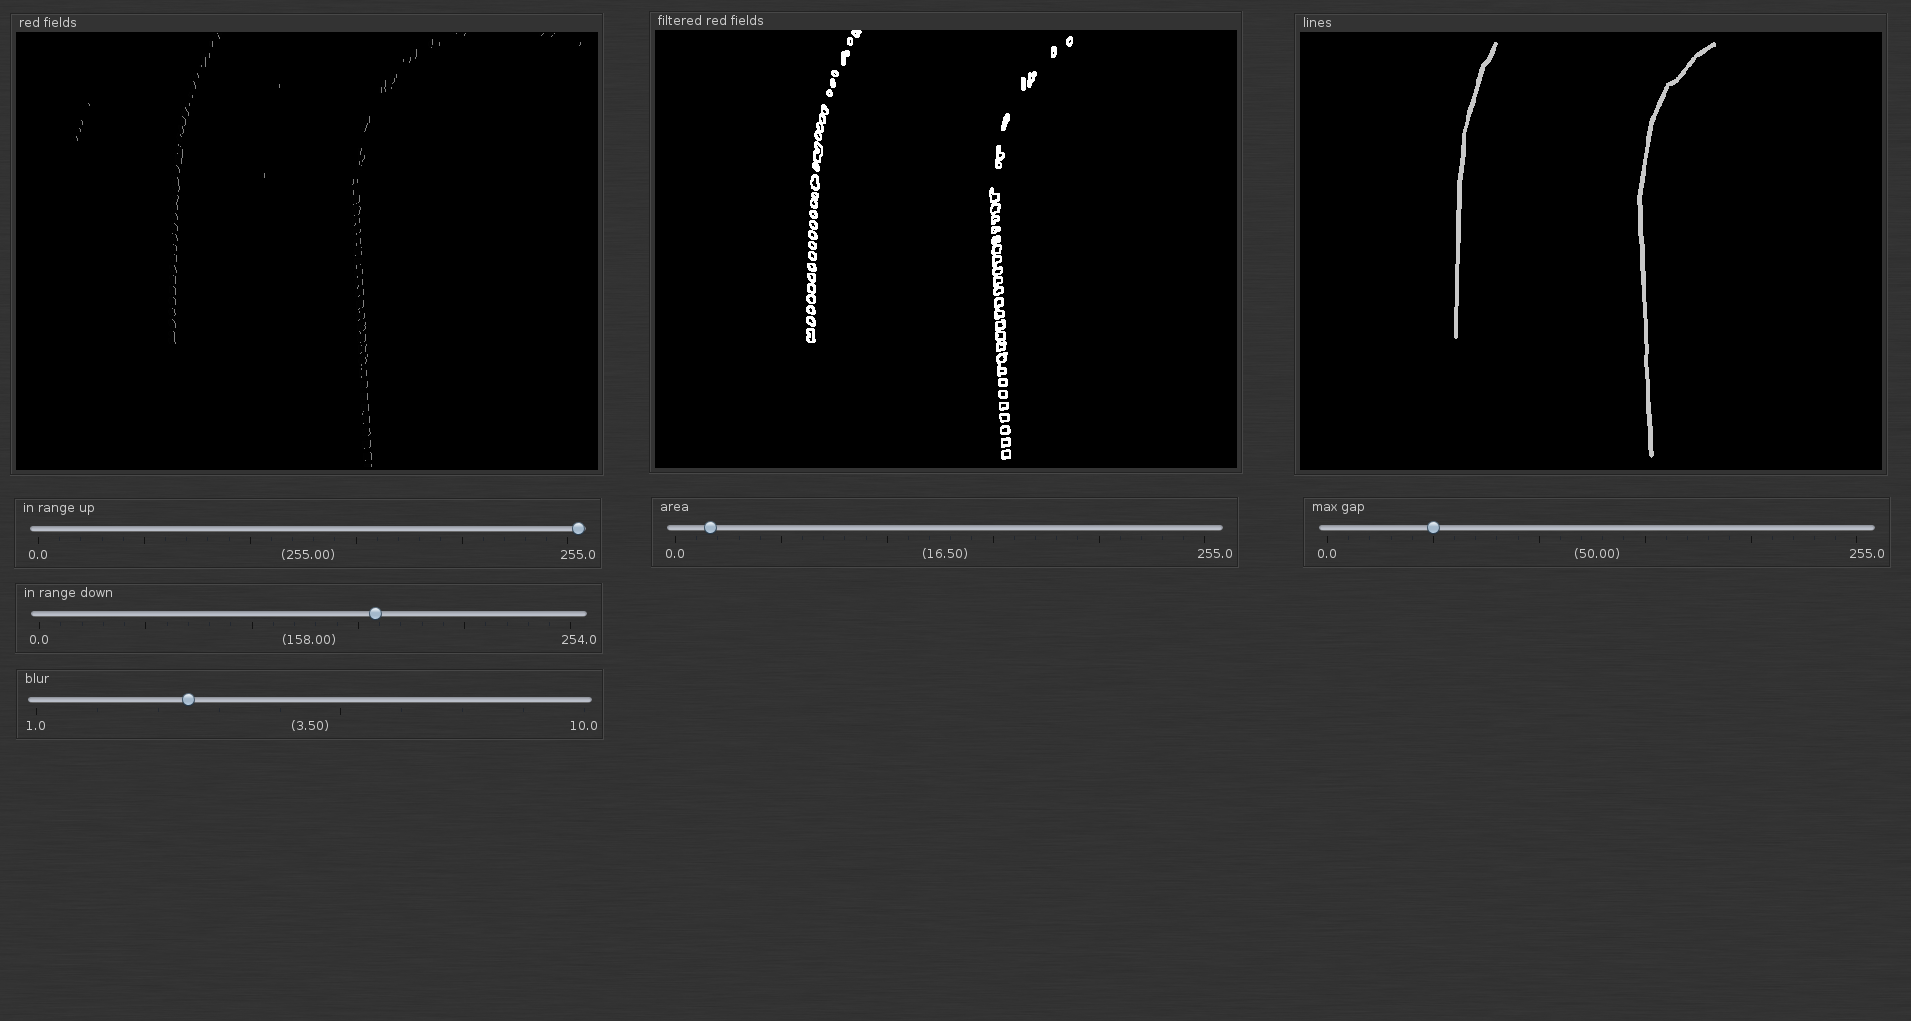 red fields
filtered red fields
lines
in range up
0.0 (255.00) 255.0
area
0.0 (16.50) 255.0
max gap
0.0 (50.00) 255.0
in range down
0.0 (158.00) 254.0
blur
1.0 (3.50) 10.0